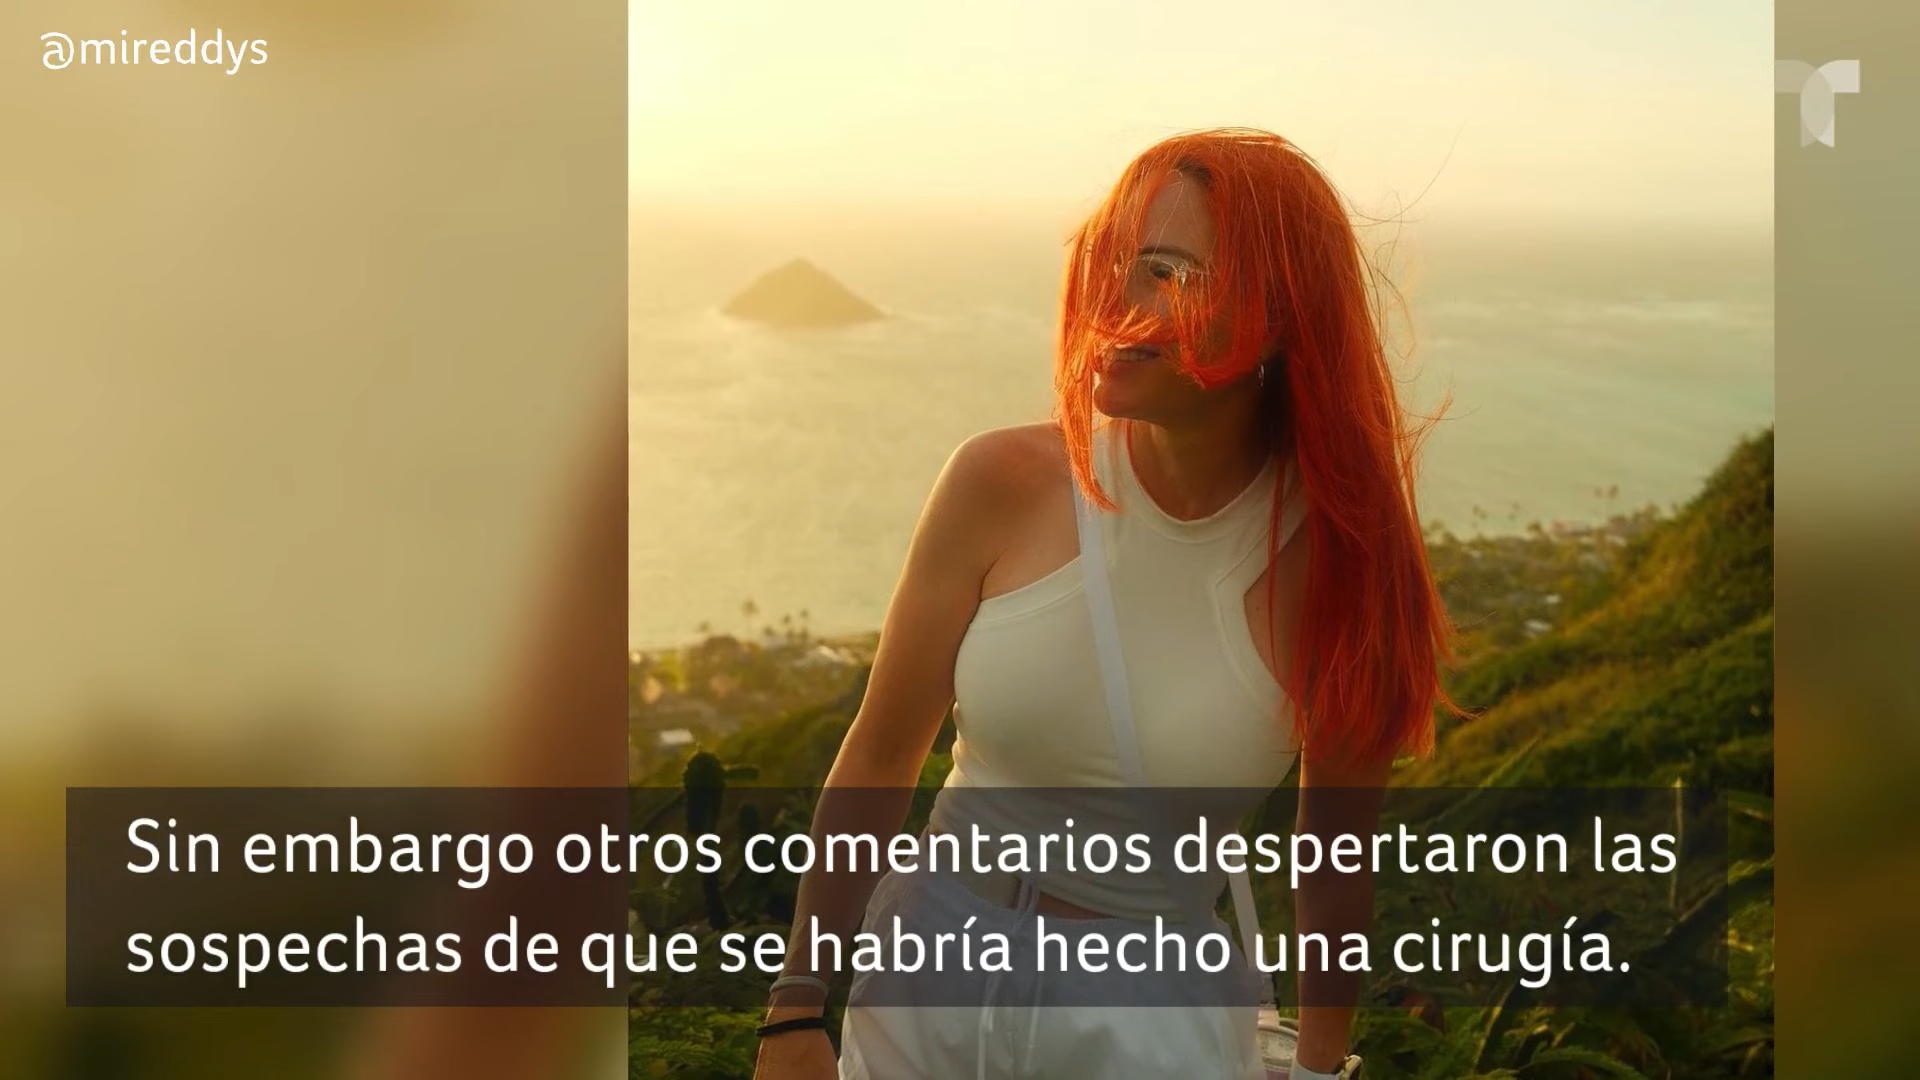 @mireddys
Sin embargo otros comentarios despertaron las
sospechas de que se habría hecho una cirugía.